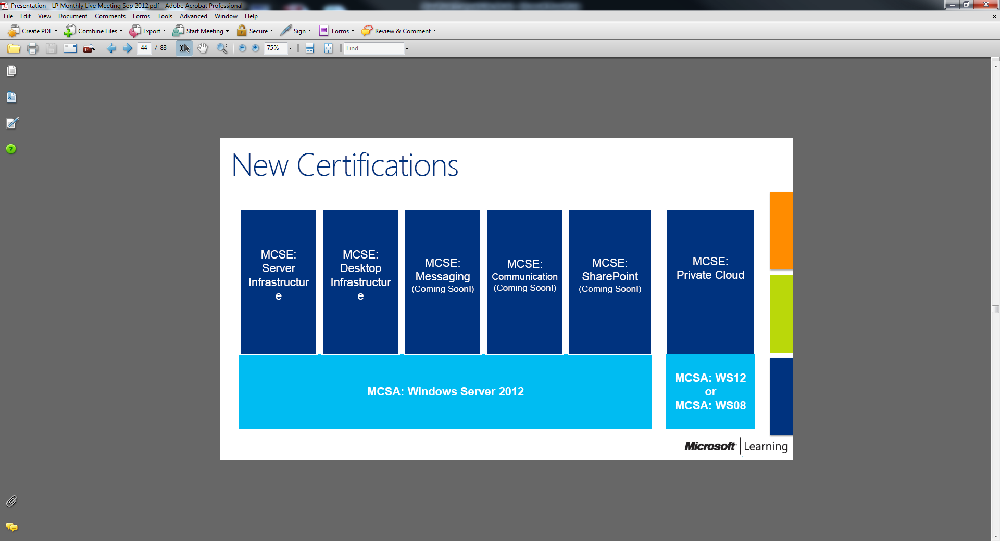 Presentation - LP Monthly Live Meeting Sep 2012.pdf - Adobe Acrobat Professional
File Edit View Document Comments Forms Tools Advanced Window Help
Create PDF Combine Files Export Start Meeting Secure Sign Forms Review & Comment
44 / 83 75% Find
New Certifications
MCSE:
Server
Infrastructur
e
MCSE:
Desktop
Infrastructur
e
MCSE:
Messaging
(Coming Soon!)
MCSE:
Communication
(Coming Soon!)
MCSE:
SharePoint
(Coming Soon!)
MCSE:
Private Cloud
MCSA: Windows Server 2012
MCSA: WS12
or
MCSA: WS08
Microsoft Learning